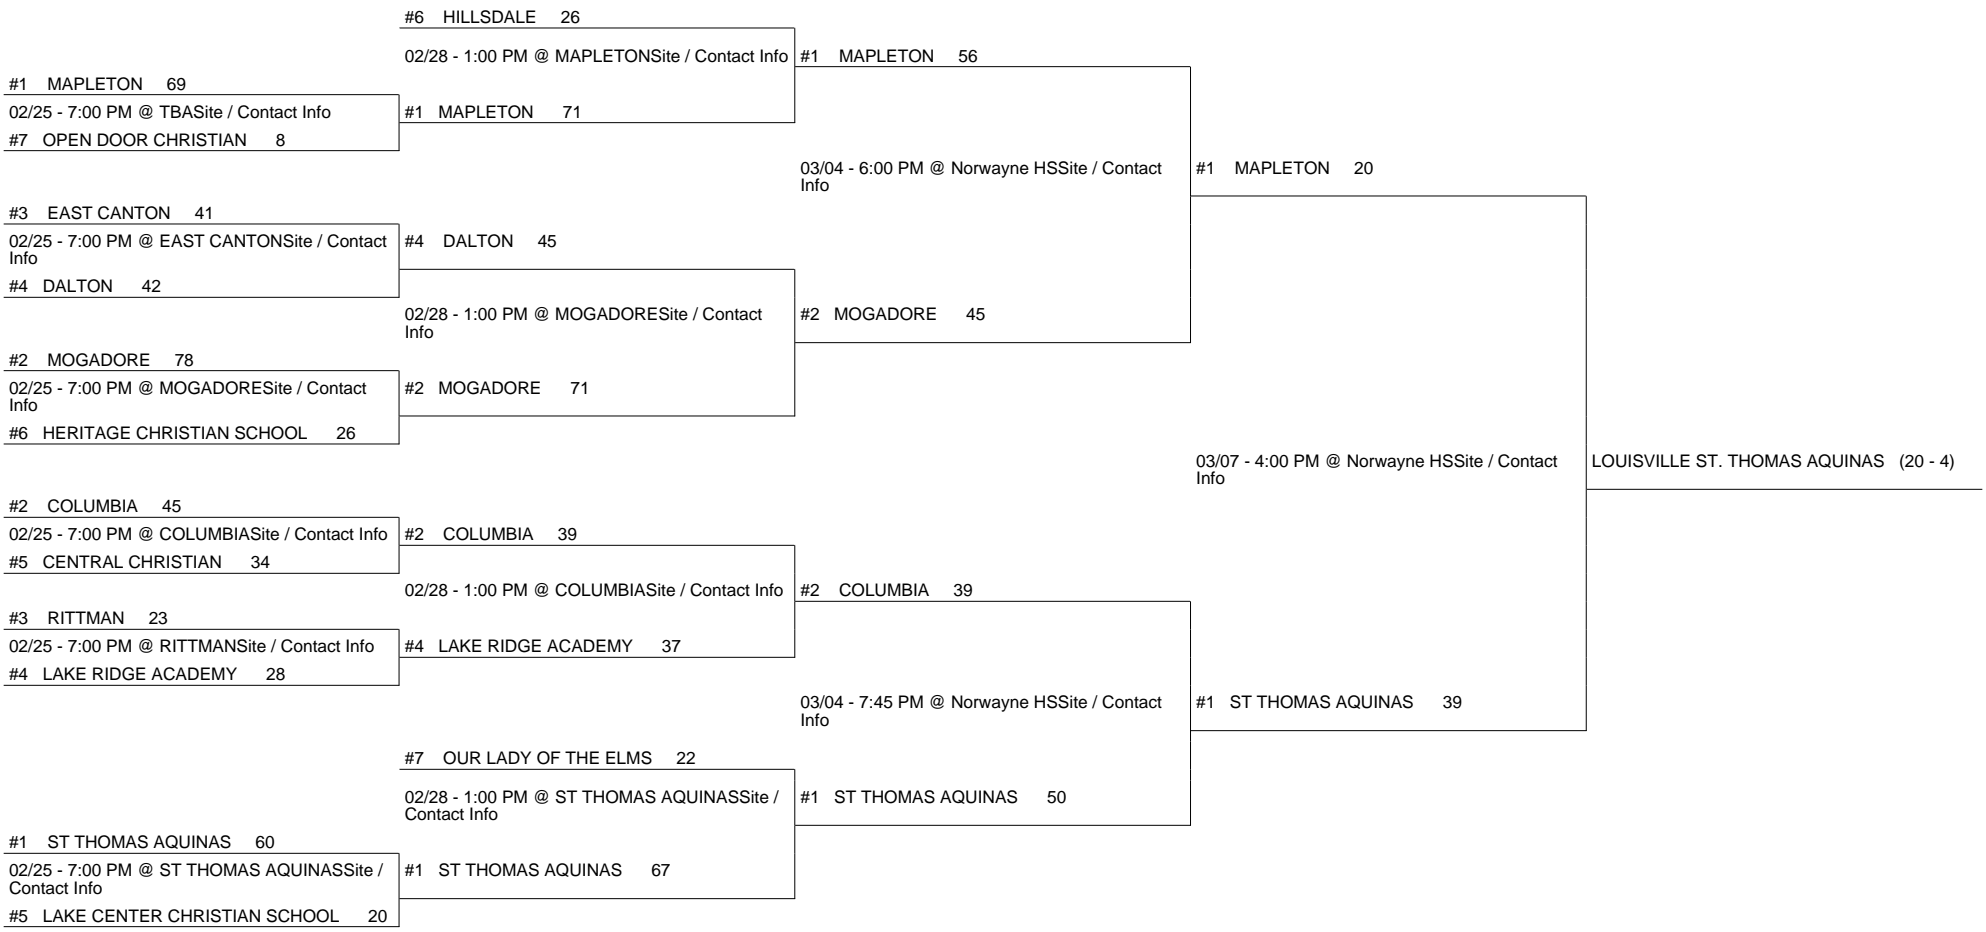 #6 HILLSDALE 26
02/28 - 1:00 PM @ MAPLETONSite / Contact Info
#1 MAPLETON 56
#1 MAPLETON 69
02/25 - 7:00 PM @ TBASite / Contact Info
#1 MAPLETON 71
#7 OPEN DOOR CHRISTIAN 8
03/04 - 6:00 PM @ Norwayne HSSite / Contact
Info
#1 MAPLETON 20
#3 EAST CANTON 41
02/25 - 7:00 PM @ EAST CANTONSite / Contact
Info
#4 DALTON 45
#4 DALTON 42
02/28 - 1:00 PM @ MOGADORESite / Contact
Info
#2 MOGADORE 45
#2 MOGADORE 78
02/25 - 7:00 PM @ MOGADORESite / Contact
Info
#2 MOGADORE 71
#6 HERITAGE CHRISTIAN SCHOOL 26
03/07 - 4:00 PM @ Norwayne HSSite / Contact
Info
LOUISVILLE ST. THOMAS AQUINAS (20 - 4)
#2 COLUMBIA 45
02/25 - 7:00 PM @ COLUMBIASite / Contact Info
#2 COLUMBIA 39
#5 CENTRAL CHRISTIAN 34
02/28 - 1:00 PM @ COLUMBIASite / Contact Info
#2 COLUMBIA 39
#3 RITTMAN 23
02/25 - 7:00 PM @ RITTMANSite / Contact Info
#4 LAKE RIDGE ACADEMY 37
#4 LAKE RIDGE ACADEMY 28
03/04 - 7:45 PM @ Norwayne HSSite / Contact
Info
#1 ST THOMAS AQUINAS 39
#7 OUR LADY OF THE ELMS 22
02/28 - 1:00 PM @ ST THOMAS AQUINASSite /
Contact Info
#1 ST THOMAS AQUINAS 50
#1 ST THOMAS AQUINAS 60
02/25 - 7:00 PM @ ST THOMAS AQUINASSite /
Contact Info
#1 ST THOMAS AQUINAS 67
#5 LAKE CENTER CHRISTIAN SCHOOL 20